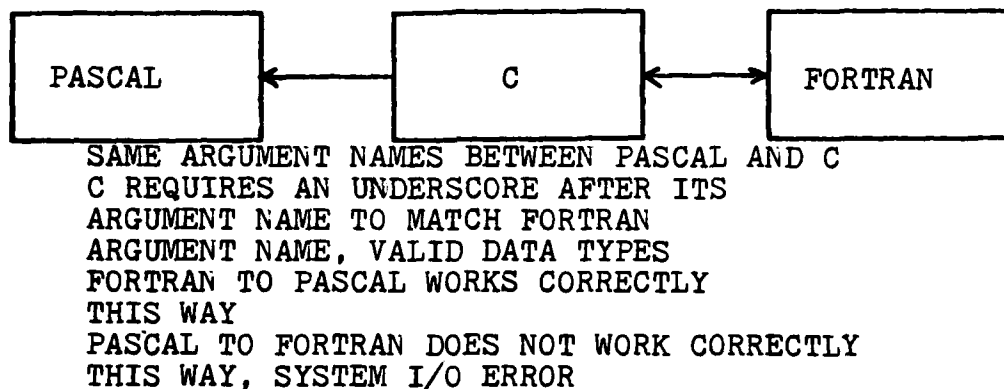 PASCAL C FORTRAN
SAME ARGUMENT NAMES BETWEEN PASCAL AND C
C REQUIRES AN UNDERSCORE AFTER ITS
ARGUMENT NAME TO MATCH FORTRAN
ARGUMENT NAME, VALID DATA TYPES
FORTRAN TO PASCAL WORKS CORRECTLY
THIS WAY
PASCAL TO FORTRAN DOES NOT WORK CORRECTLY
THIS WAY, SYSTEM I/O ERROR